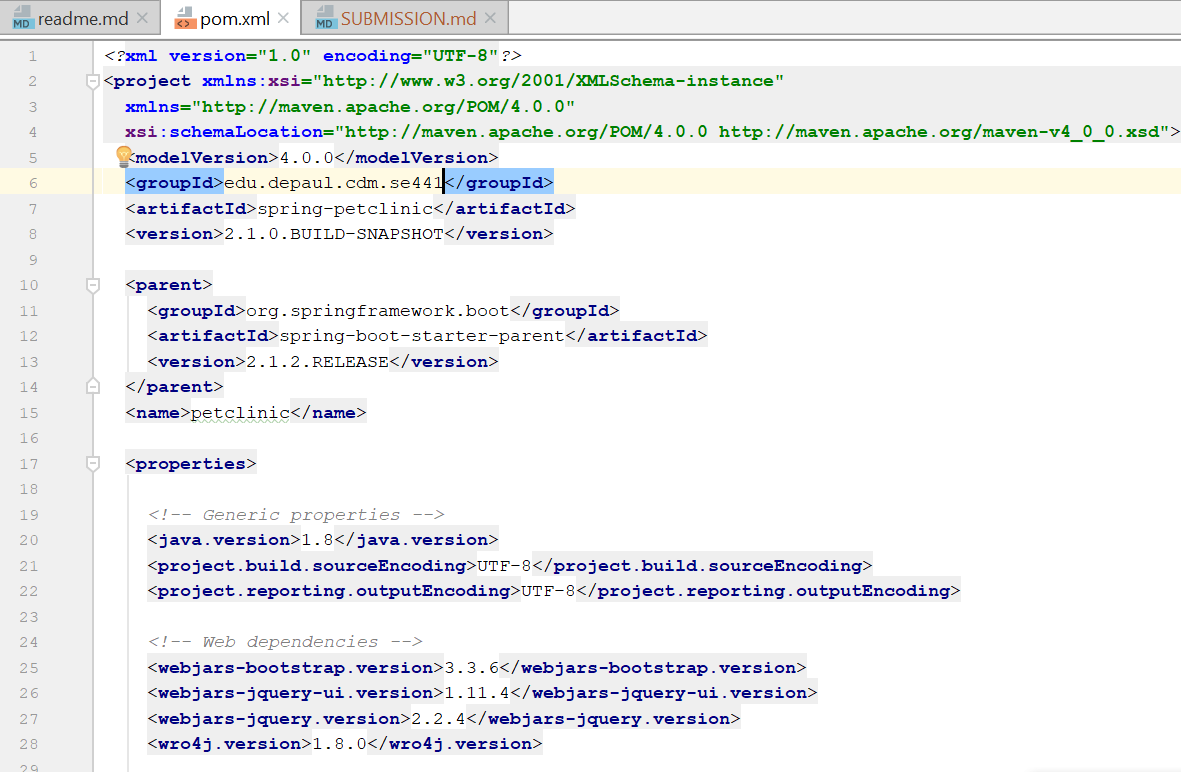 readme.md pom.xml SUBMISSION.md
1 <?xml version="1.0" encoding="UTF-8"?>
2 <project xmlns:xsi="http://www.w3.org/2001/XMLSchema-instance"
3 xmlns="http://maven.apache.org/POM/4.0.0"
4 xsi:schemaLocation="http://maven.apache.org/POM/4.0.0 http://maven.apache.org/maven-v4_0_0.xsd">
5 <modelVersion>4.0.0</modelVersion>
6 <groupId>edu.depaul.cdm.se441</groupId>
7 <artifactId>spring-petclinic</artifactId>
8 <version>2.1.0.BUILD-SNAPSHOT</version>
9
10 <parent>
11 <groupId>org.springframework.boot</groupId>
12 <artifactId>spring-boot-starter-parent</artifactId>
13 <version>2.1.2.RELEASE</version>
14 </parent>
15 <name>petclinic</name>
16
17 <properties>
18
19 <!-- Generic properties -->
20 <java.version>1.8</java.version>
21 <project.build.sourceEncoding>UTF-8</project.build.sourceEncoding>
22 <project.reporting.outputEncoding>UTF-8</project.reporting.outputEncoding>
23
24 <!-- Web dependencies -->
25 <webjars-bootstrap.version>3.3.6</webjars-bootstrap.version>
26 <webjars-jquery-ui.version>1.11.4</webjars-jquery-ui.version>
27 <webjars-jquery.version>2.2.4</webjars-jquery.version>
28 <wro4j.version>1.8.0</wro4j.version>
29